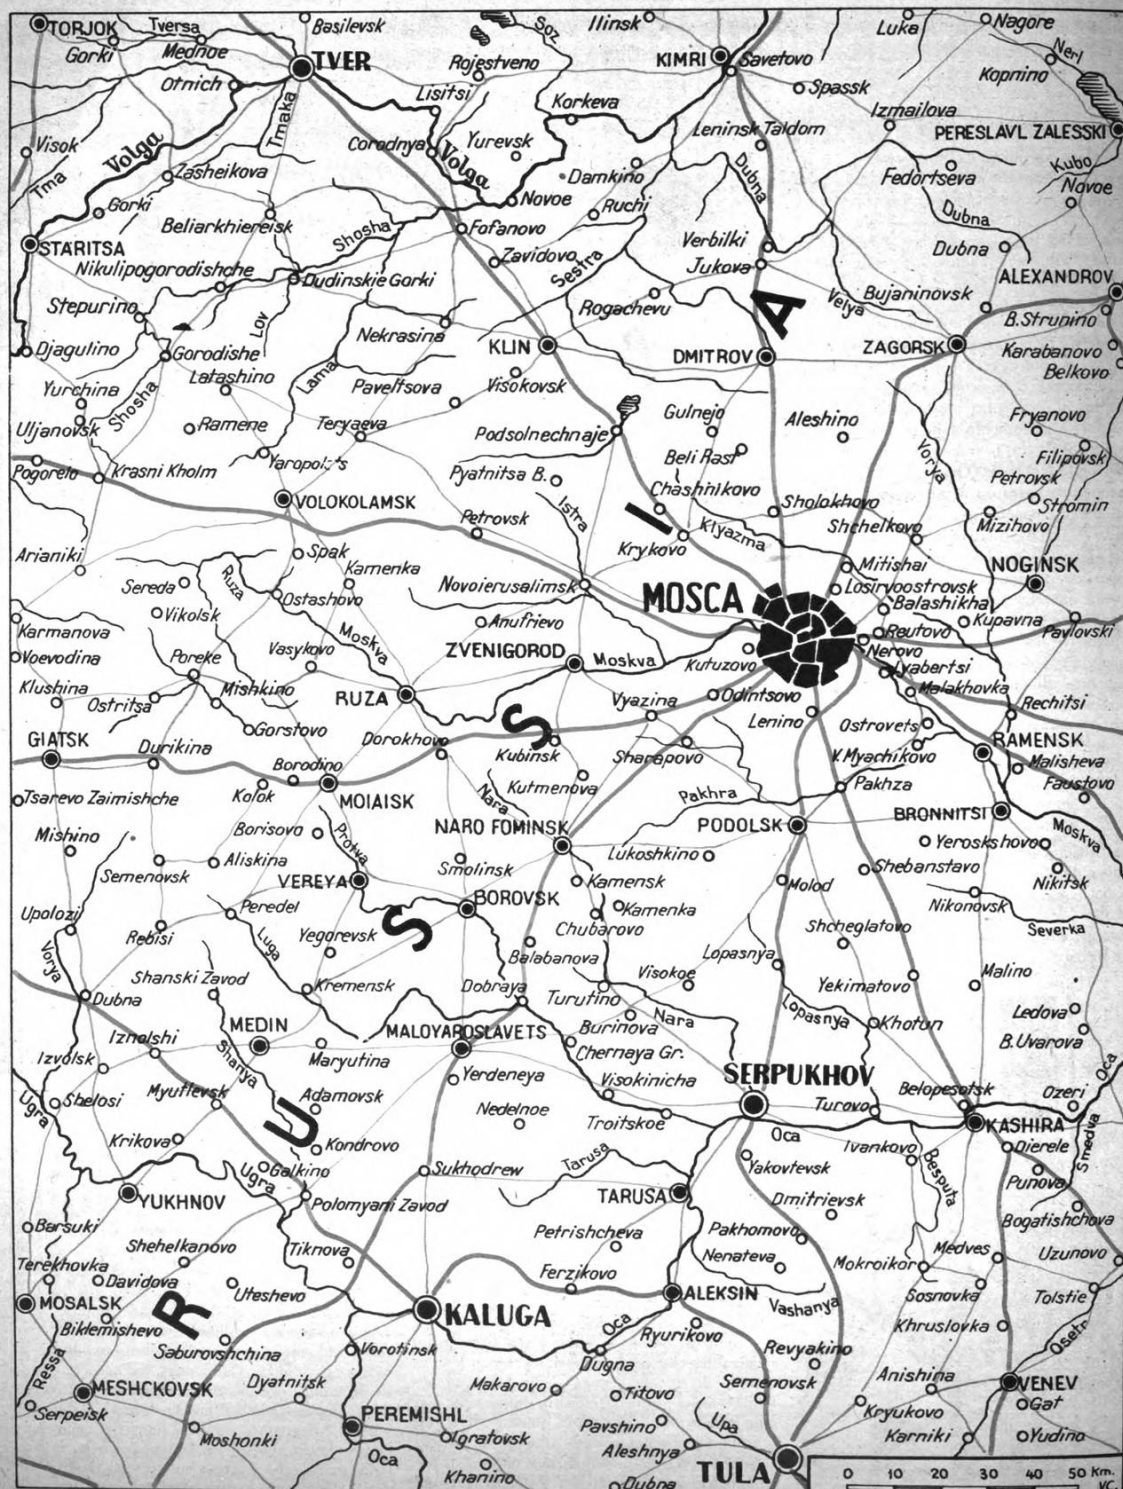 TORJOK
Tversa
Basilevsk
Ilinsk
Luka
Nagore
Gorki
Mednoe
TVER
Rojestveno
Soz
KIMRI
Savetovo
Nerl
Kopnino
Otnich
Lisitsi
Spassk
Tmaka
Korkeva
Izmailova
Visok
Volga
Corodnya
Volga
Yurevsk
Leninsk Taldom
PERESLAVL ZALESSKI
Tma
Zasheikova
Damkino
Dubna
Fedortseva
Kubo
Novoe
Gorki
Novoe
Ruchi
Beliarkhiereisk
Dubna
STARITSA
Shosha
Fofanovo
Verbilki
Dubna
Nikulipogorodishche
Zavidovo
Sestra
Jukova
ALEXANDROV
Dudinskie Gorki
Bujaninovsk
Stepurino
Rogachevu
Velya
B. Strunino
A
Lov
Nekrasina
Djagulino
Gorodishe
KLIN
DMITROV
ZAGORSK
Karabanovo
Belkovo
Latashino
Lama
Paveltsova
Visokovsk
Yurchina
Shosha
Gulnejo
Aleshino
Fryanovo
Uljanovsk
Ramene
Teryaeva
Podsolnechnaje
Beli Rast
Vorya
Filipovsk
Pogorelo
Krasni Kholm
Pyatnitsa B.
Petrovsk
VOLOKOLAMSK
Chashnikovo
Sholokhovo
Stromin
Istra
Petrovsk
I
Klyazma
Shchelkovo
Mizihovo
Arianiki
Spak
Krykovo
Sereda
Ruza
Kamenka
Novoierusalimsk
MOSCA
Mitishai
NOGINSK
Ostashovo
Losirvoostrovsk
Vikolsk
Balashikha
Karmanova
Anufrievo
Kupavna
Reutovo
Pavlovski
Voevodina
Poreke
Vasykovo
Moskva
ZVENIGOROD
Moskva
Kutuzovo
Nerovo
Lyabertsi
Klushina
Mishkino
RUZA
Vyazina
Odintsovo
Malakhovka
Ostritsa
Rechitsi
Gorstovo
S
Lenino
Ostrovets
GIATSK
Durikina
Dorokhovo
Kubinsk
Sharapovo
V. Myachikovo
RAMENSK
Borodino
Malisheva
Tsarevo Zaimishche
Kolok
MOIAISK
Nara
Kutmenova
Pakhra
Pakhza
Faustovo
Mishino
Borisovo
Protva
NARO FOMINSK
PODOLSK
BRONNITSI
Moskva
Yeroskshovo
Semenovsk
Aliskina
Smolinsk
Lukoshkino
Shebanstavo
VEREYA
Kamensk
Molod
Nikitsk
Upolozi
Peredel
BOROVSK
Kamenka
Nikonovsk
S
Chubarovo
Shcheglatovo
Severka
Rebisi
Luga
Yegorevsk
Vorya
Balabanova
Lopasnya
Shanski Zavod
Visokoe
Yekimatovo
Malino
Dubna
Kremensk
Dobraya
Turutino
Iznolshi
MEDIN
MALOYAROSLAVETS
Nara
Lopasnya
Khotun
Ledova
Burinova
B. Uvarova
Izvolsk
Maryutina
Chernaya Gr.
Shanya
Yerdeneya
SERPUKHOV
Oca
Ugra
Shelosi
Myutlevsk
Adamovsk
Visokinicha
Belopesotsk
Ozeri
Nedelnoe
Troitskoe
Turovo
Krikova
U
KASHIRA
Kondrovo
Oca
Ivankovo
Dierele
Smedva
Ugra
Galkino
Tarusa
Yakovtevsk
Besputa
YUKHNOV
Sukhodrew
Punova
Polomyani Zavod
TARUSA
Dmitrievsk
Barsuki
Bogatishchova
Petrishcheva
Pakhomovo
Shehelkanovo
Tiknova
Nenateva
Medves
Uzunovo
Terekhovka
Mokroikor
Davidova
Uteshevo
Ferzikovo
MOSALSK
R
KALUGA
ALEKSIN
Vashanya
Sosnovka
Tolstie
Biklemishevo
Oca
Ryurikovo
Khruslovka
Osetr
Saburovshchina
Vorotinsk
Revyakino
Ressa
Dugna
MESHCKOVSK
Dyatnitsk
Makarovo
Semenovsk
Anishina
VENEV
Titovo
Serpeisk
PEREMISHL
Gat
Pavshino
Upa
Kryukovo
Moshonki
Igratovsk
Karniki
Yudino
Oca
Aleshnya
Khanino
TULA
Dubna
0 10 20 30 40 50 Km.
VC.